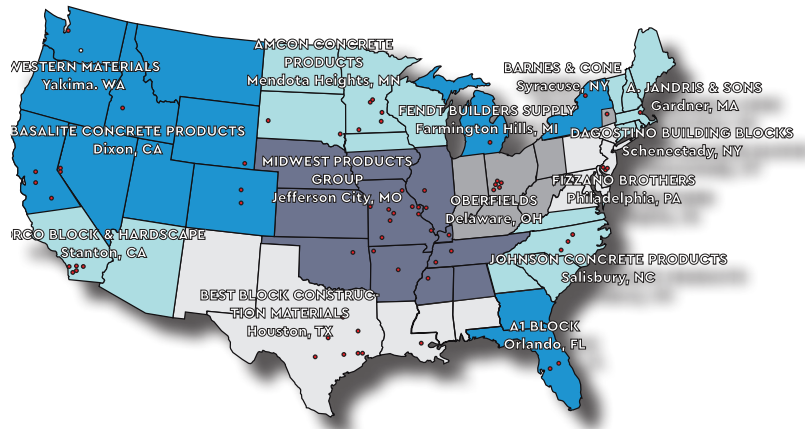 WESTERN MATERIALS
Yakima. WA
BASALITE CONCRETE PRODUCTS
Dixon, CA
ORCO BLOCK & HARDSCAPE
Stanton, CA
AMCON CONCRETE
PRODUCTS
Mendota Heights, MN
MIDWEST PRODUCTS
GROUP
Jefferson City, MO
BEST BLOCK CONSTRUC-
TION MATERIALS
Houston, TX
FENDT BUILDERS SUPPLY
Farmington Hills, MI
OBERFIELDS
Delaware, OH
BARNES & CONE
Syracuse, NY
A. JANDRIS & SONS
Gardner, MA
DAGOSTINO BUILDING BLOCKS
Schenectady, NY
FIZZANO BROTHERS
Philadelphia, PA
JOHNSON CONCRETE PRODUCTS
Salisbury, NC
A1 BLOCK
Orlando, FL